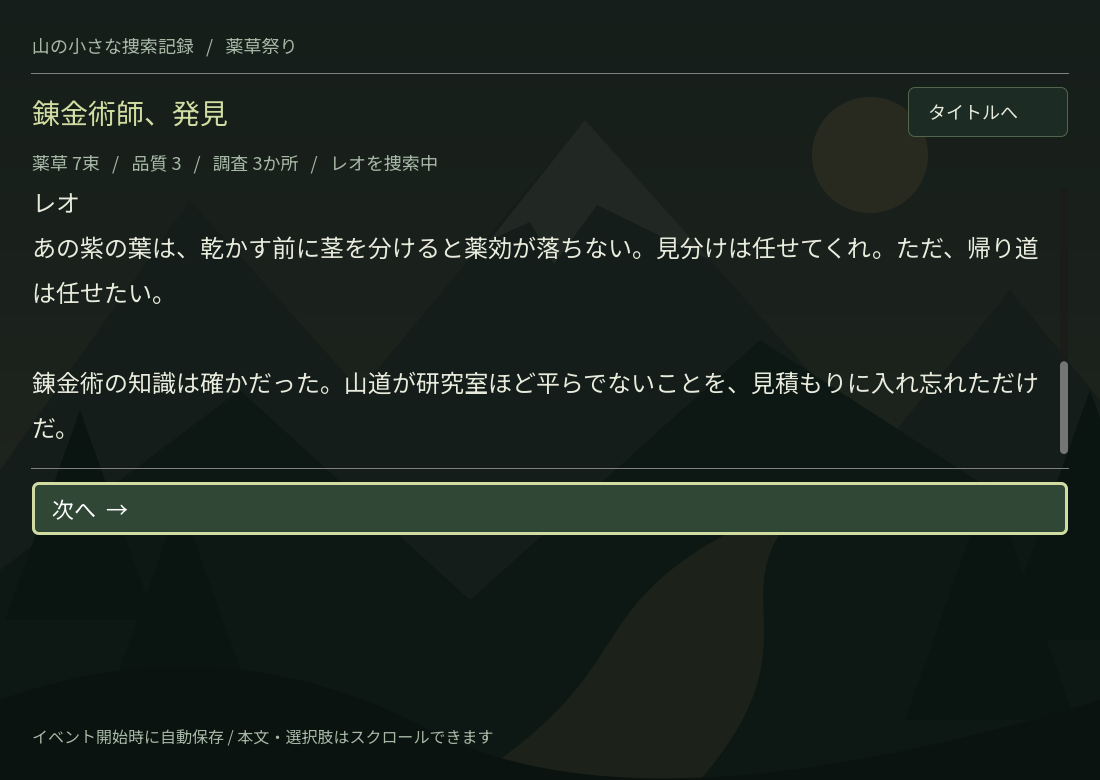 山の小さな捜索記録 / 薬草祭り
錬金術師、発見
タイトルへ
薬草 7束 / 品質 3 / 調査 3か所 / レオを捜索中
レオ
あの紫の葉は、乾かす前に茎を分けると薬効が落ちない。見分けは任せてくれ。ただ、帰り道
は任せたい。
錬金術の知識は確かだった。山道が研究室ほど平らでないことを、見積もりに入れ忘れただけ
だ。
次へ →
イベント開始時に自動保存 / 本文・選択肢はスクロールできます